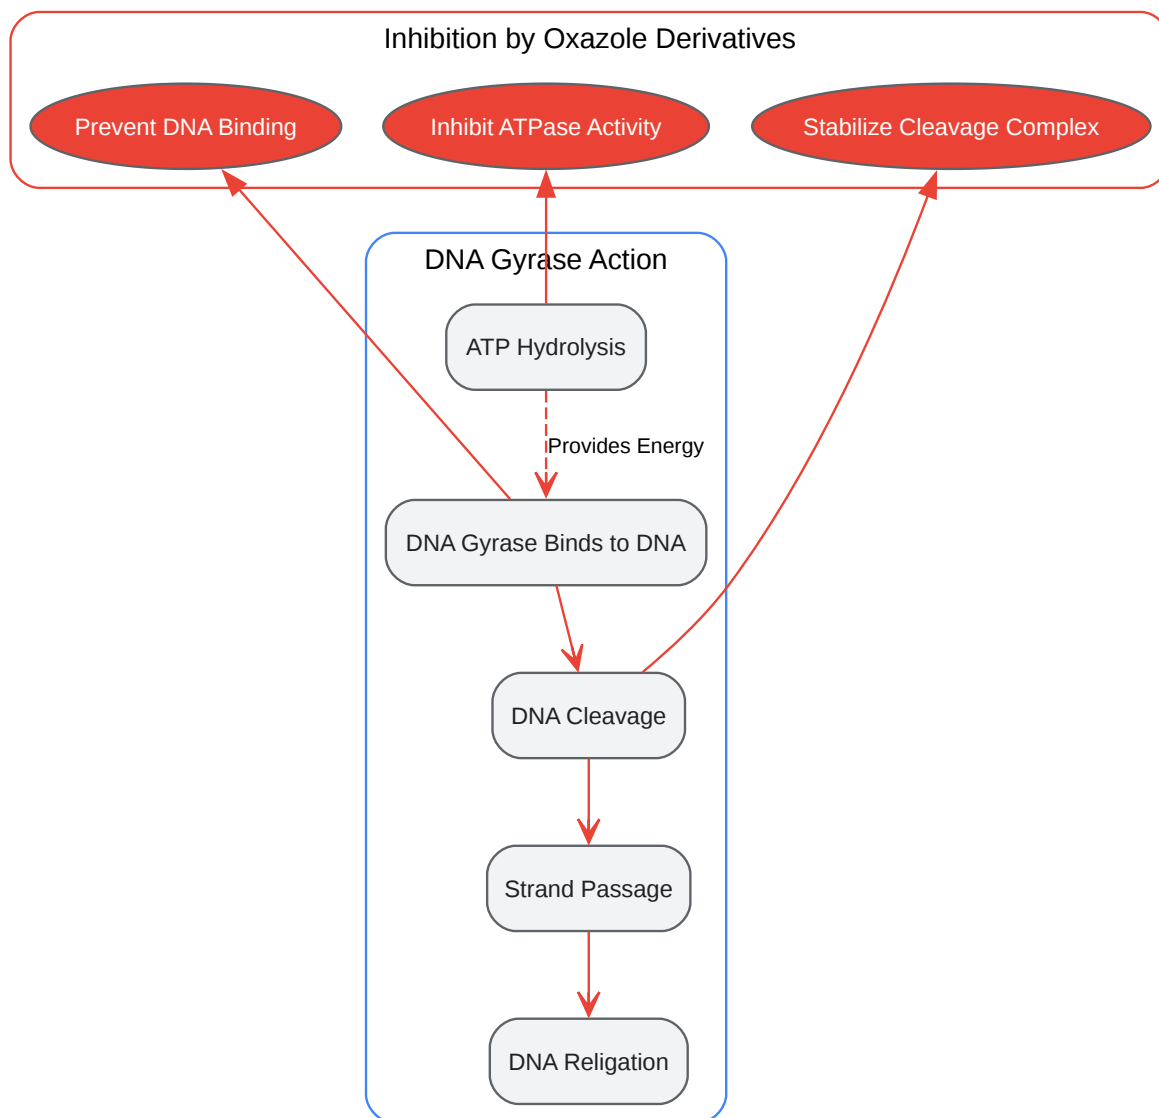 Inhibition by Oxazole Derivatives
Prevent DNA Binding
Inhibit ATPase Activity
Stabilize Cleavage Complex
DNA Gyrase Action
ATP Hydrolysis
Provides Energy
DNA Gyrase Binds to DNA
DNA Cleavage
Strand Passage
DNA Religation